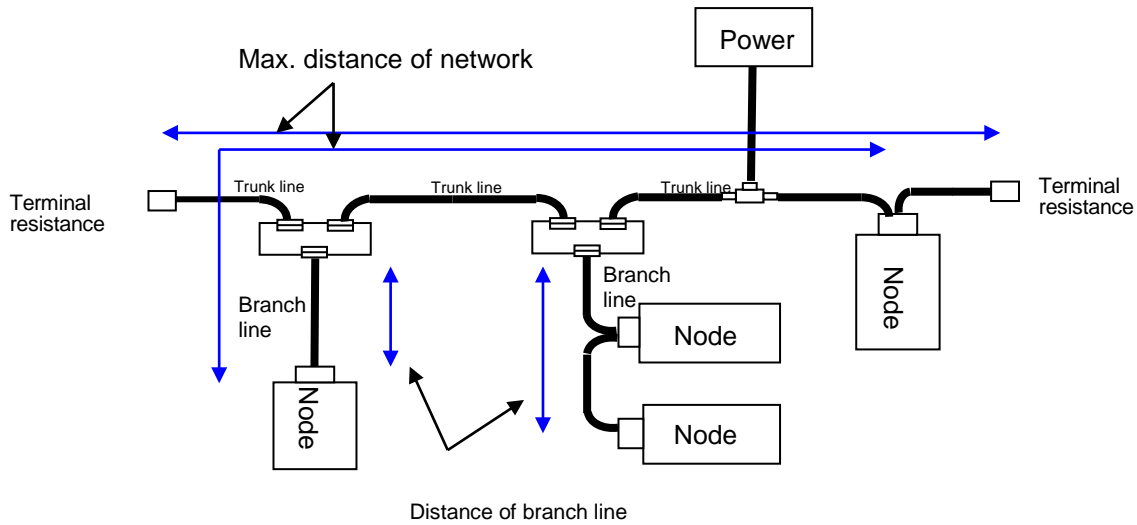 Power
Max. distance of network
Trunk line
Trunk line
Trunk line
Terminal
resistance
Terminal
resistance
Branch
line
Branch
line
Node
Node
Node
Node
Distance of branch line